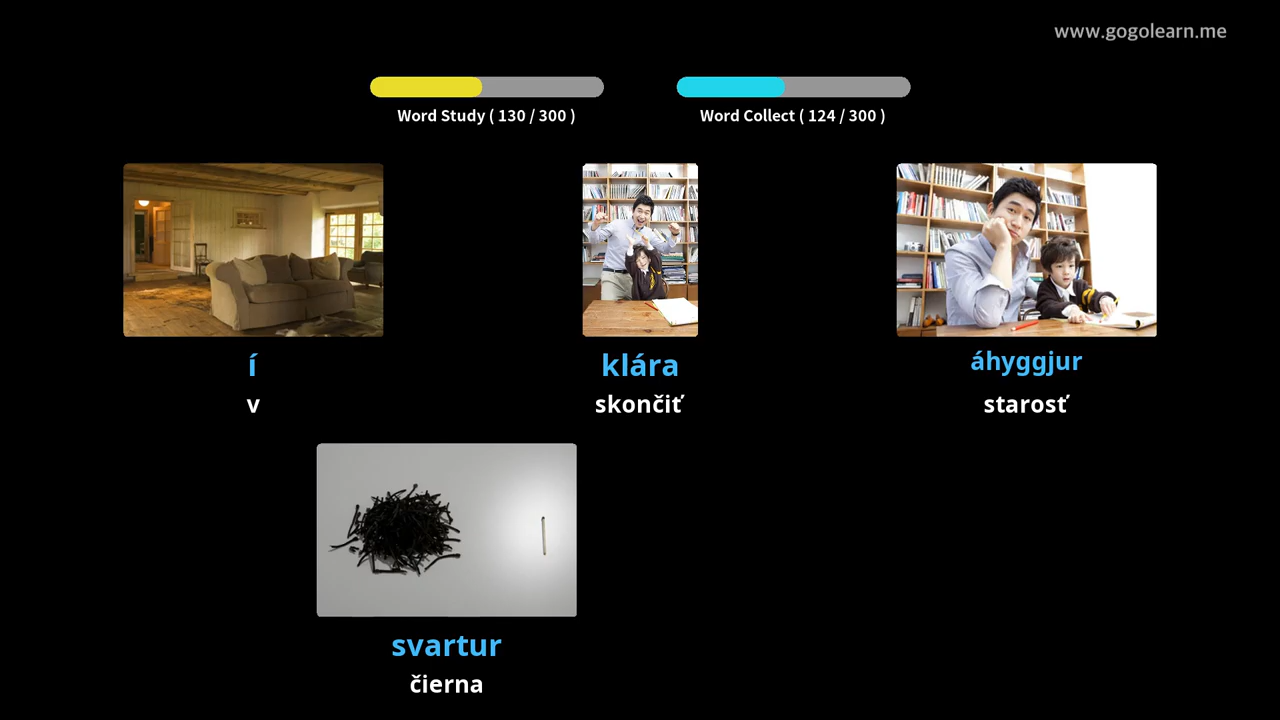 www.gogolearn.me
Word Study ( 130 / 300 )
Word Collect ( 124 / 300 )
í
v
klára
skončiť
áhyggjur
starosť
svartur
čierna